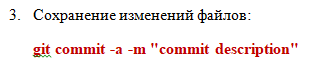 3. Сохранение изменений файлов:
git commit -a -m "commit description"